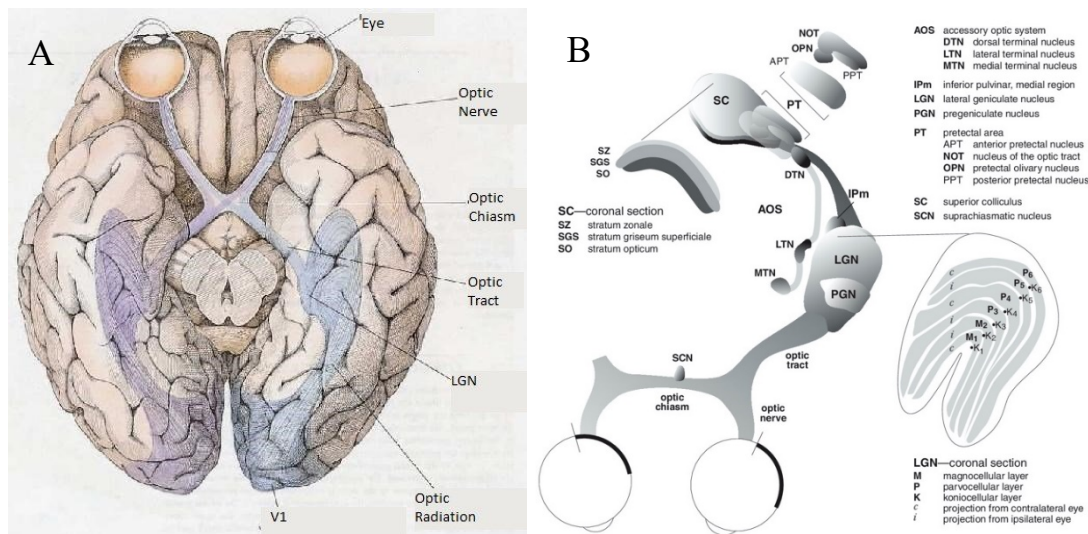 A
Eye
Optic
Nerve
Optic
Chiasm
Optic
Tract
LGN
Optic
Radiation
V1
B
NOT
OPN
APT
PPT
SC
PT
SZ
SGS
SO
DTN
IPm
AOS
SC—coronal section
SZ stratum zonale
SGS stratum griseum superficiale
SO stratum opticum
LTN
MTN
LGN
PGN
SCN
optic
tract
optic
chiasm
optic
nerve
AOS accessory optic system
DTN dorsal terminal nucleus
LTN lateral terminal nucleus
MTN medial terminal nucleus
IPm inferior pulvinar, medial region
LGN lateral geniculate nucleus
PGN pregeniculate nucleus
PT pretectal area
APT anterior pretectal nucleus
NOT nucleus of the optic tract
OPN pretectal olivary nucleus
PPT posterior pretectal nucleus
SC superior colliculus
SCN suprachiasmatic nucleus
c
i
c
i
i
c
P6
P5 K6
P4 K5
P3 K4
M2 K3
M1 K2
K1
LGN—coronal section
M magnocellular layer
P parvocellular layer
K koniocellular layer
c projection from contralateral eye
i projection from ipsilateral eye